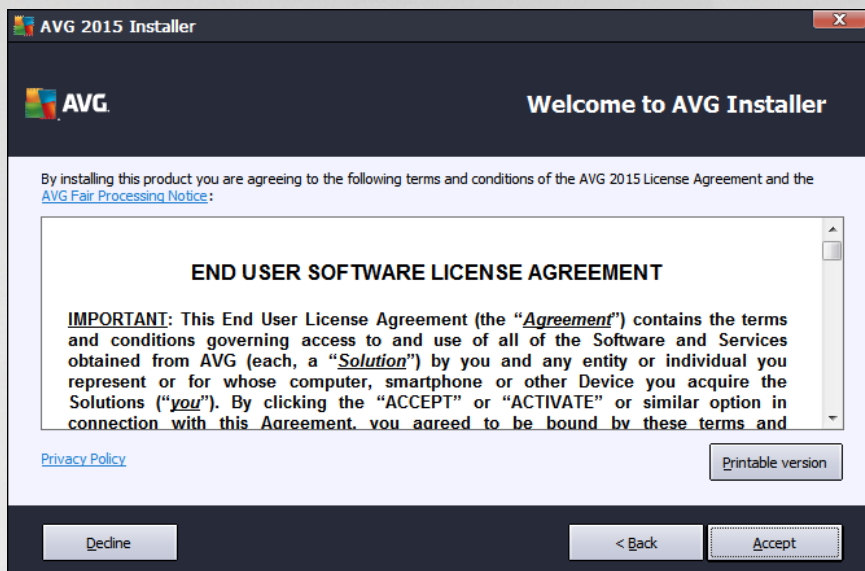 AVG 2015 Installer
AVG.
Welcome to AVG Installer
By installing this product you are agreeing to the following terms and conditions of the AVG 2015 License Agreement and the
AVG Fair Processing Notice:
END USER SOFTWARE LICENSE AGREEMENT
IMPORTANT: This End User License Agreement (the “Agreement”) contains the terms
and conditions governing access to and use of all of the Software and Services
obtained from AVG (each, a “Solution”) by you and any entity or individual you
represent or for whose computer, smartphone or other Device you acquire the
Solutions (“you”). By clicking the “ACCEPT” or “ACTIVATE” or similar option in
connection with this Agreement, you agreed to be bound by these terms and
Privacy Policy
Printable version
Decline
< Back
Accept